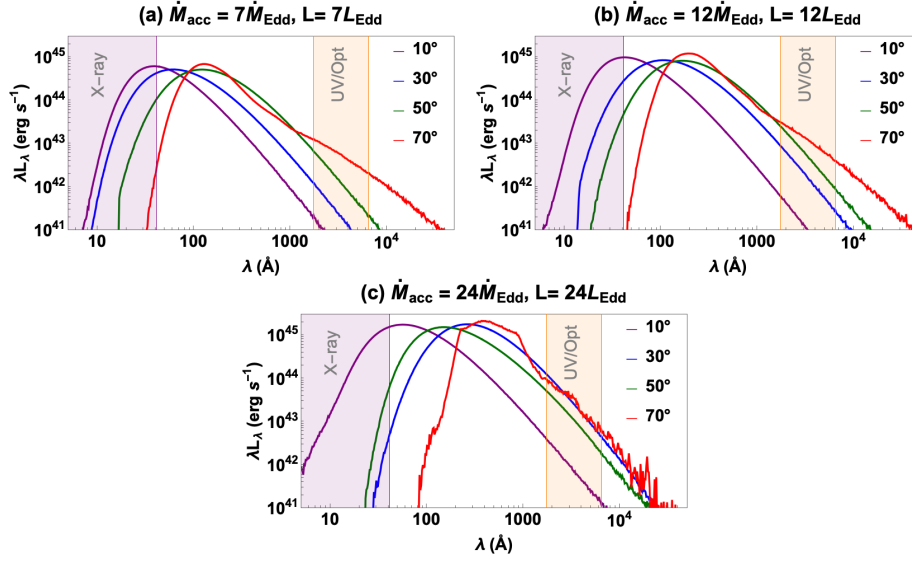 (a) Ṁacc = 7ṀEdd, L= 7LEdd
X-ray
UV/Opt
10°
30°
50°
70°
λLλ (erg s⁻¹)
10⁴⁵
10⁴⁴
10⁴³
10⁴²
10⁴¹
10
100
1000
10⁴
λ (Å)
(b) Ṁacc = 12ṀEdd, L= 12LEdd
X-ray
UV/Opt
10°
30°
50°
70°
λLλ (erg s⁻¹)
10⁴⁵
10⁴⁴
10⁴³
10⁴²
10⁴¹
10
100
1000
10⁴
λ (Å)
(c) Ṁacc = 24ṀEdd, L= 24LEdd
X-ray
UV/Opt
10°
30°
50°
70°
λLλ (erg s⁻¹)
10⁴⁵
10⁴⁴
10⁴³
10⁴²
10⁴¹
10
100
1000
10⁴
λ (Å)